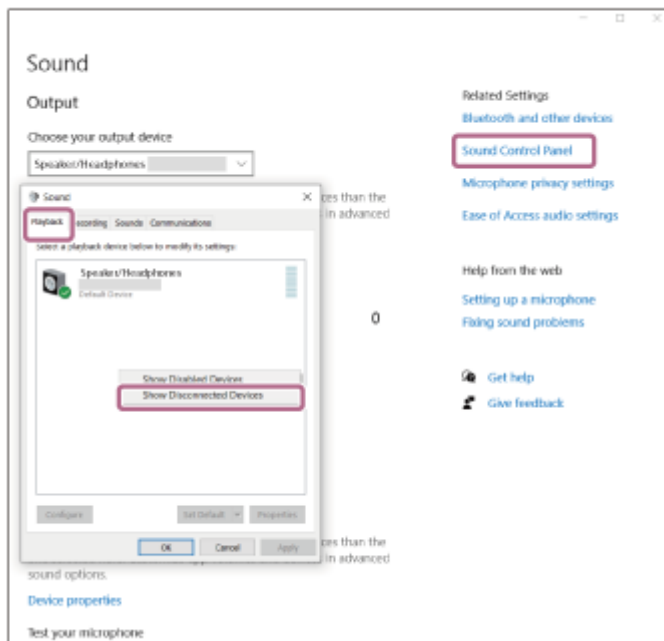 Sound
Output
Choose your output device
Speaker/Headphones
Sound
Playback
Recording Sounds Communications
Select a playback device below to modify its settings:
Speaker/Headphones
Default Device
Show Disabled Devices
Show Disconnected Devices
Configure Set Default Properties
OK Cancel Apply
ces than the
in advanced
0
ces than the
in advanced
sound options.
Device properties
Test your microphone
Related Settings
Bluetooth and other devices
Sound Control Panel
Microphone privacy settings
Ease of Access audio settings
Help from the web
Setting up a microphone
Fixing sound problems
Get help
Give feedback